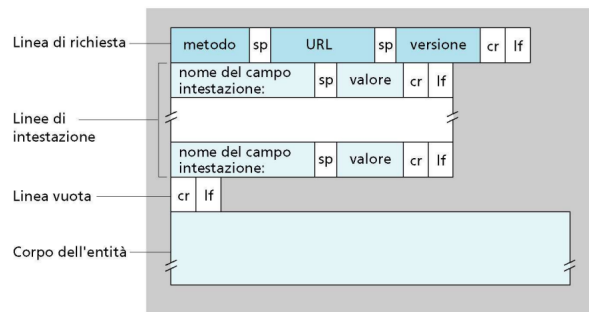 Linea di richiesta
metodo sp URL sp versione cr lf
nome del campo
intestazione: sp valore cr lf
Linee di
intestazione
nome del campo
intestazione: sp valore cr lf
Linea vuota
cr lf
Corpo dell'entità